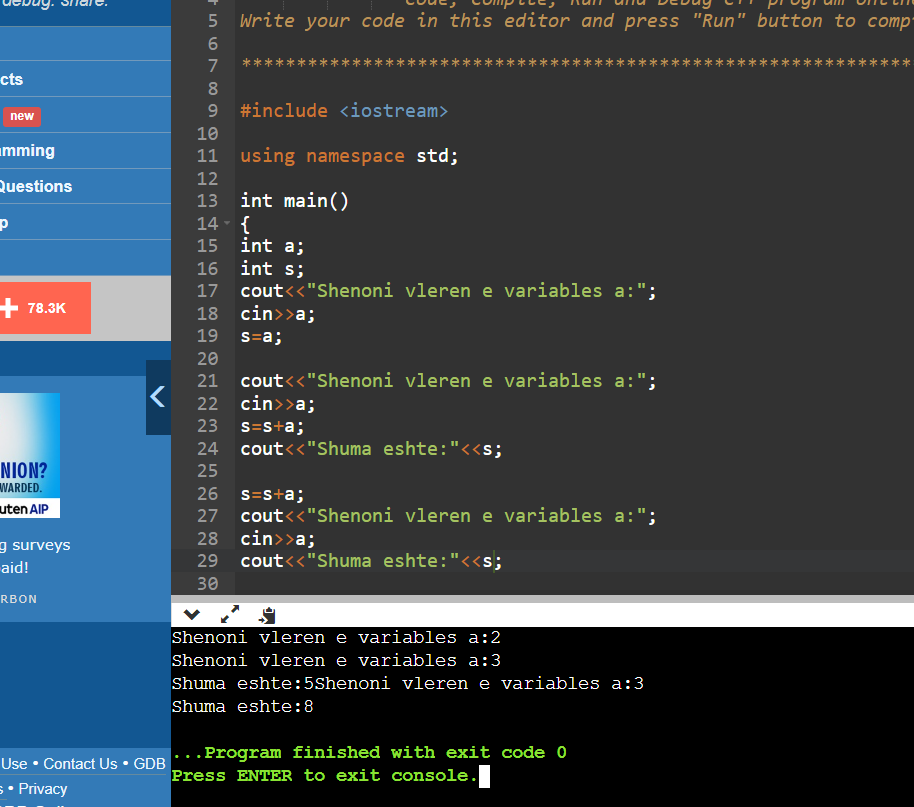 debug. share.
cts
new
mming
Questions
p
78.3K
NION?
WARDED.
uten AIP
g surveys
aid!
RBON
Use • Contact Us • GDB
s • Privacy
4 Code, Compile, Run and Debug C++ program online
5 Write your code in this editor and press "Run" button to comp
6
7 *************************************************************
8
9 #include <iostream>
10
11 using namespace std;
12
13 int main()
14 {
15 int a;
16 int s;
17 cout<<"Shenoni vleren e variables a:";
18 cin>>a;
19 s=a;
20
21 cout<<"Shenoni vleren e variables a:";
22 cin>>a;
23 s=s+a;
24 cout<<"Shuma eshte:"<<s;
25
26 s=s+a;
27 cout<<"Shenoni vleren e variables a:";
28 cin>>a;
29 cout<<"Shuma eshte:"<<s;
30
Shenoni vleren e variables a:2
Shenoni vleren e variables a:3
Shuma eshte:5Shenoni vleren e variables a:3
Shuma eshte:8
...Program finished with exit code 0
Press ENTER to exit console.